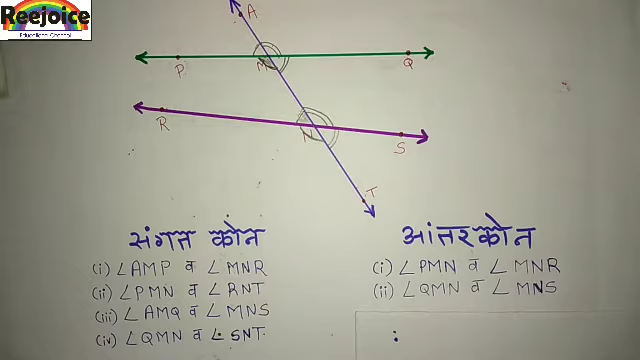 Reejoice
Educational Channel
A
P
M
Q
R
N
S
T
संगत कोन
(i) ∠AMP व ∠MNR
(ii) ∠PMN व ∠RNT
(iii) ∠AMQ व ∠MNS
(iv) ∠QMN व ∠SNT
आंतरकोन
(i) ∠PMN व ∠MNR
(ii) ∠QMN व ∠MNS